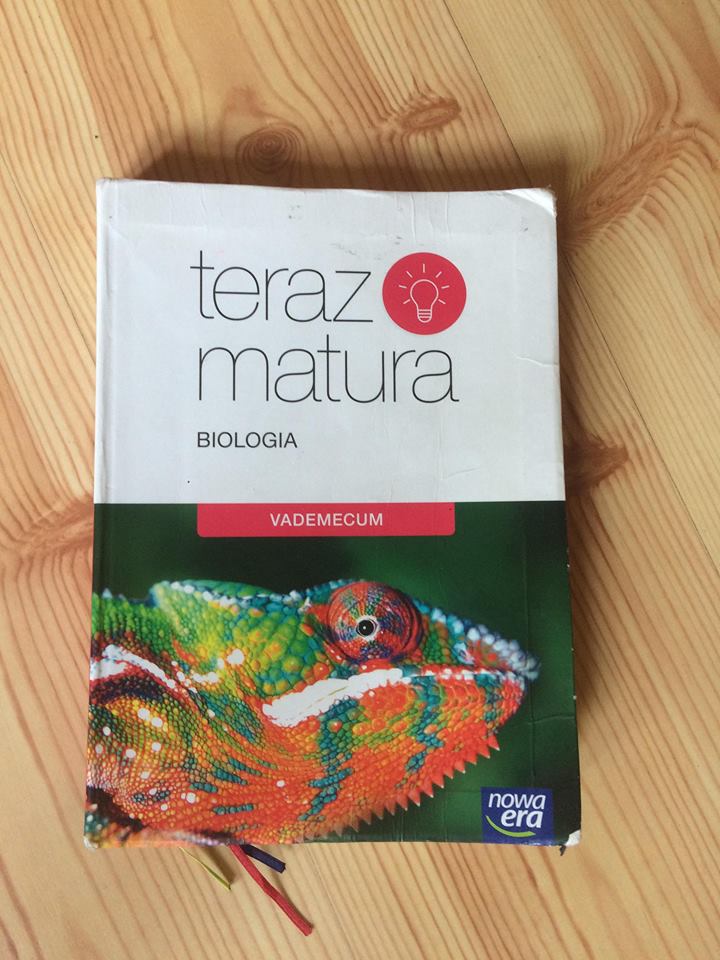 teraz
matura
BIOLOGIA
VADEMECUM
nowa
era